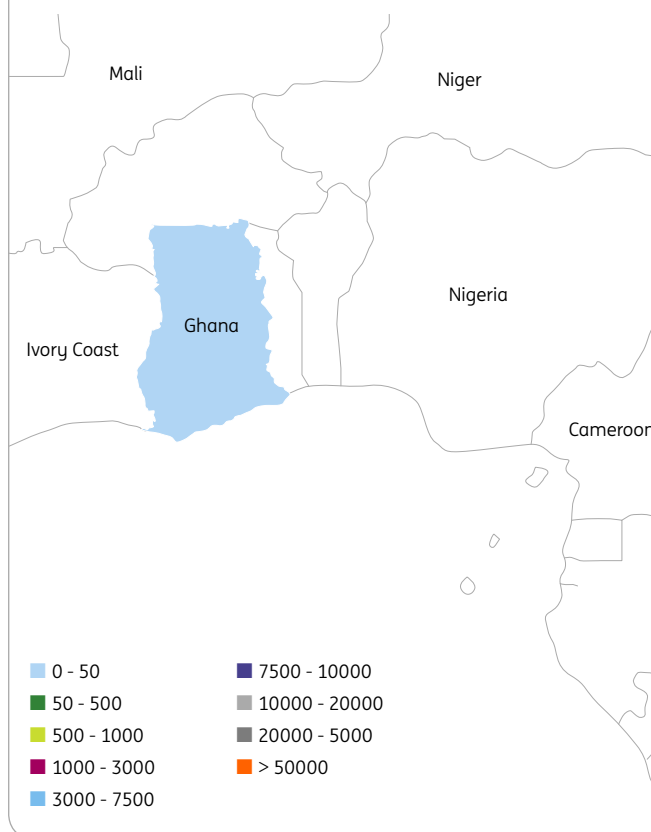 Mali
Niger
Nigeria
Ghana
Ivory Coast
Cameroon
0 - 50
50 - 500
500 - 1000
1000 - 3000
3000 - 7500
7500 - 10000
10000 - 20000
20000 - 5000
> 50000